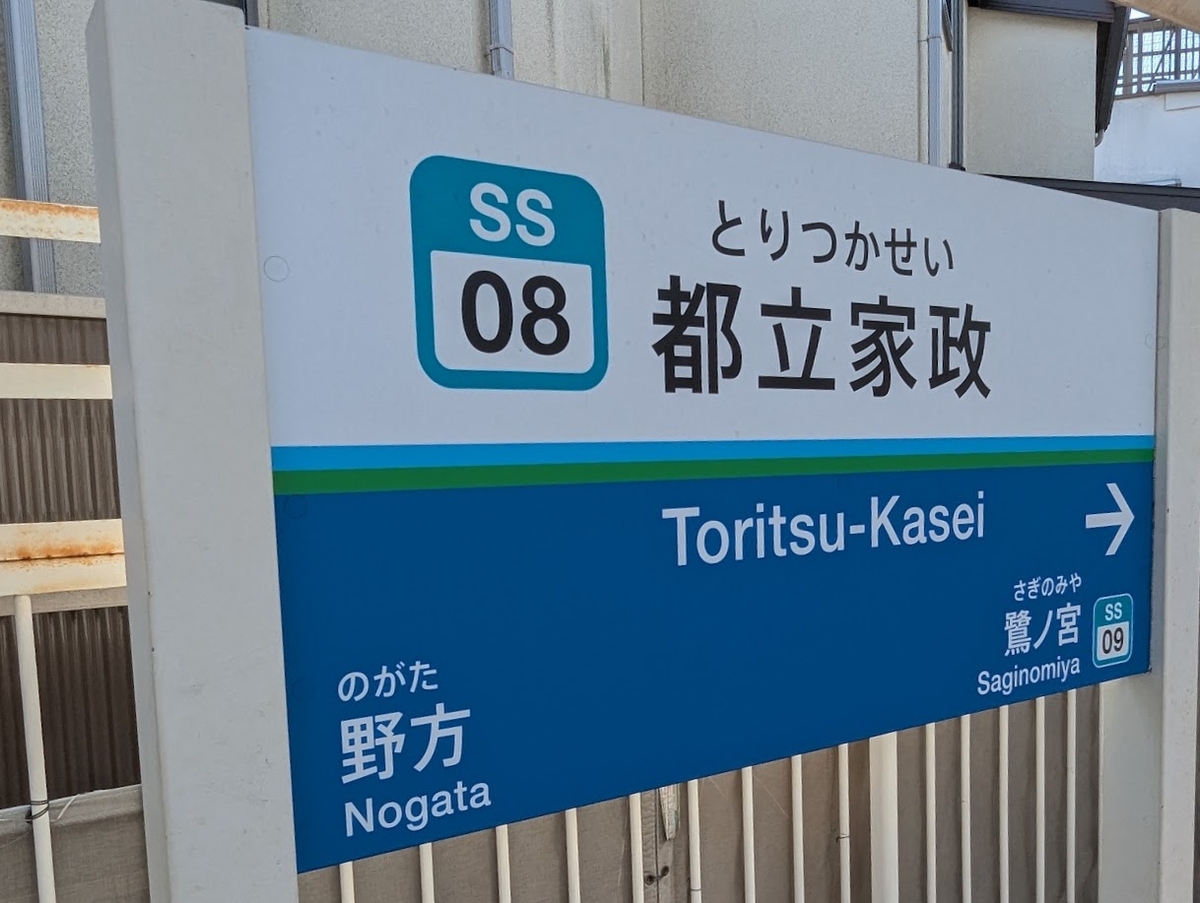 SS
08
とりつかせい
都立家政
Toritsu-Kasei
→
のがた
野方
Nogata
さぎのみや
鷺ノ宮
Saginomiya
SS
09